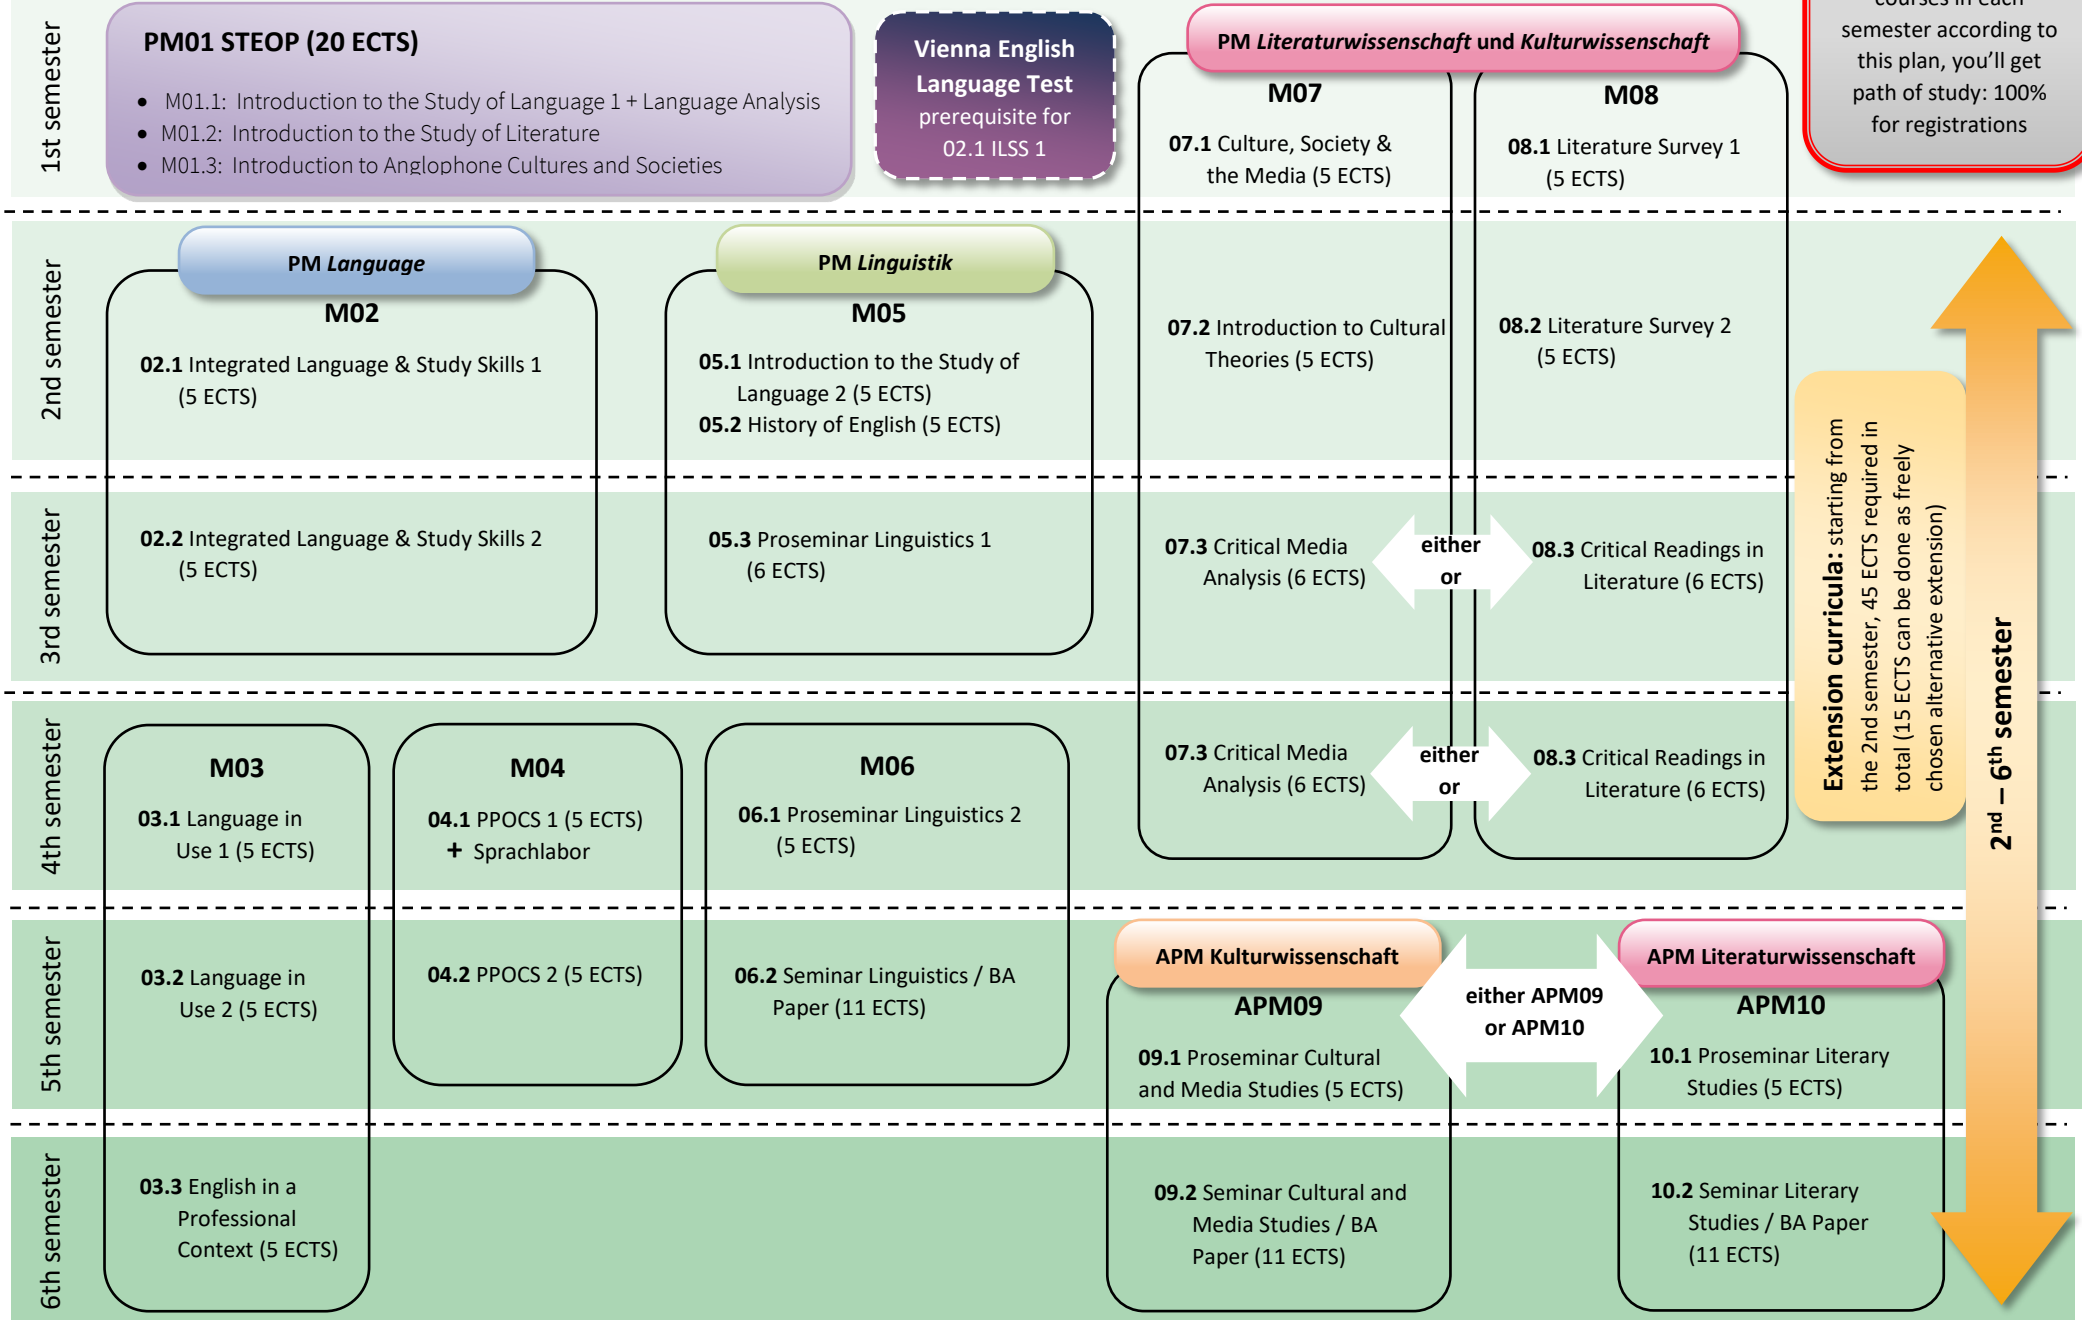 1st semester
PM01 STEOP (20 ECTS)
• M01.1: Introduction to the Study of Language 1 + Language Analysis
• M01.2: Introduction to the Study of Literature
• M01.3: Introduction to Anglophone Cultures and Societies
Vienna English
Language Test
prerequisite for
02.1 ILSS 1
PM Literaturwissenschaft und Kulturwissenschaft
M07
07.1 Culture, Society &
the Media (5 ECTS)
M08
08.1 Literature Survey 1
(5 ECTS)
courses in each
semester according to
this plan, you’ll get
path of study: 100%
for registrations
2nd semester
PM Language
M02
02.1 Integrated Language & Study Skills 1
(5 ECTS)
PM Linguistik
M05
05.1 Introduction to the Study of
Language 2 (5 ECTS)
05.2 History of English (5 ECTS)
07.2 Introduction to Cultural
Theories (5 ECTS)
08.2 Literature Survey 2
(5 ECTS)
3rd semester
02.2 Integrated Language & Study Skills 2
(5 ECTS)
05.3 Proseminar Linguistics 1
(6 ECTS)
07.3 Critical Media
Analysis (6 ECTS)
either
or
08.3 Critical Readings in
Literature (6 ECTS)
Extension curricula: starting from
the 2nd semester, 45 ECTS required in
total (15 ECTS can be done as freely
chosen alternative extension)
2nd – 6th semester
4th semester
M03
03.1 Language in
Use 1 (5 ECTS)
M04
04.1 PPOCS 1 (5 ECTS)
+ Sprachlabor
M06
06.1 Proseminar Linguistics 2
(5 ECTS)
07.3 Critical Media
Analysis (6 ECTS)
either
or
08.3 Critical Readings in
Literature (6 ECTS)
5th semester
03.2 Language in
Use 2 (5 ECTS)
04.2 PPOCS 2 (5 ECTS)
06.2 Seminar Linguistics / BA
Paper (11 ECTS)
APM Kulturwissenschaft
APM09
09.1 Proseminar Cultural
and Media Studies (5 ECTS)
either APM09
or APM10
APM Literaturwissenschaft
APM10
10.1 Proseminar Literary
Studies (5 ECTS)
6th semester
03.3 English in a
Professional
Context (5 ECTS)
09.2 Seminar Cultural and
Media Studies / BA
Paper (11 ECTS)
10.2 Seminar Literary
Studies / BA Paper
(11 ECTS)